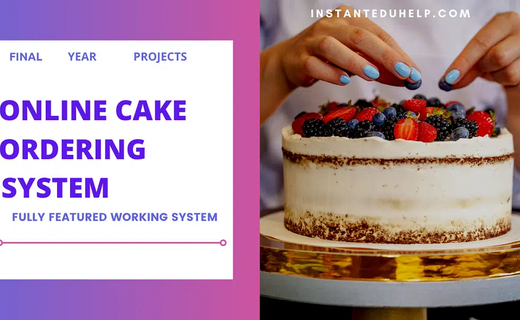 INSTANTEDUHELP.COM
FINAL YEAR PROJECTS
ONLINE CAKE
ORDERING
SYSTEM
FULLY FEATURED WORKING SYSTEM